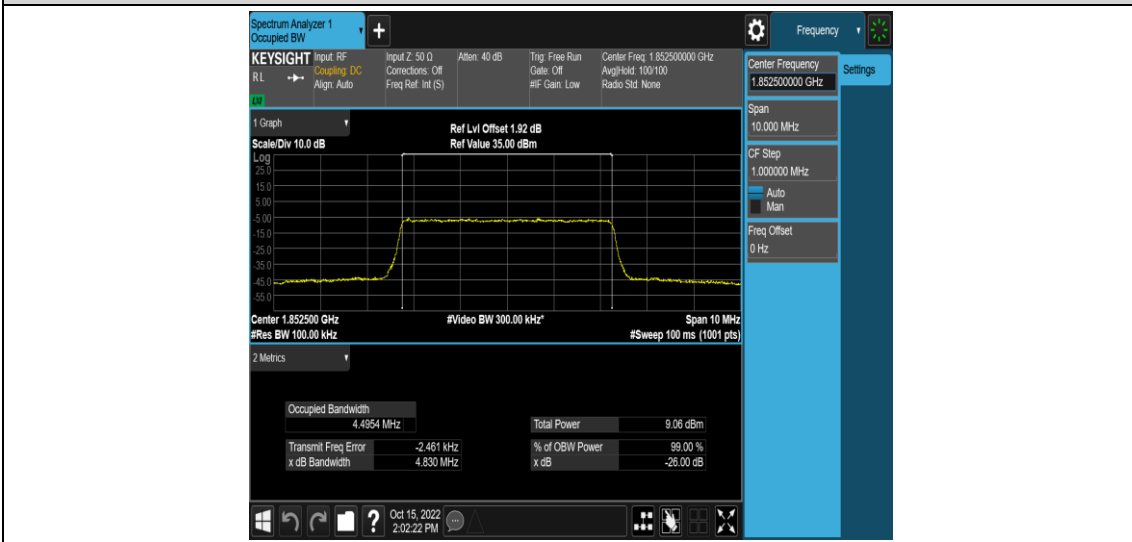 Spectrum Analyzer 1
Occupied BW
+
Frequency
KEYSIGHT Input: RF Input Z: 50 Ω Atten: 40 dB Trig: Free Run Center Freq: 1.852500000 GHz
RL Coupling: DC Corrections: Off Gate: Off Avg|Hold: 100/100
Align: Auto Freq Ref: Int (S) #IF Gain: Low Radio Std: None
LXI
Center Frequency
1.852500000 GHz
Settings
Span
10.000 MHz
CF Step
1.000000 MHz
Auto
Man
Freq Offset
0 Hz
1 Graph
Ref Lvl Offset 1.92 dB
Scale/Div 10.0 dB Ref Value 35.00 dBm
Log
25.0
15.0
5.00
-5.00
-15.0
-25.0
-35.0
-45.0
-55.0
Center 1.852500 GHz #Video BW 300.00 kHz* Span 10 MHz
#Res BW 100.00 kHz #Sweep 100 ms (1001 pts)
2 Metrics
Occupied Bandwidth
4.4954 MHz Total Power 9.06 dBm
Transmit Freq Error -2.461 kHz % of OBW Power 99.00 %
x dB Bandwidth 4.830 MHz x dB -26.00 dB
? Oct 15, 2022
2:02:22 PM